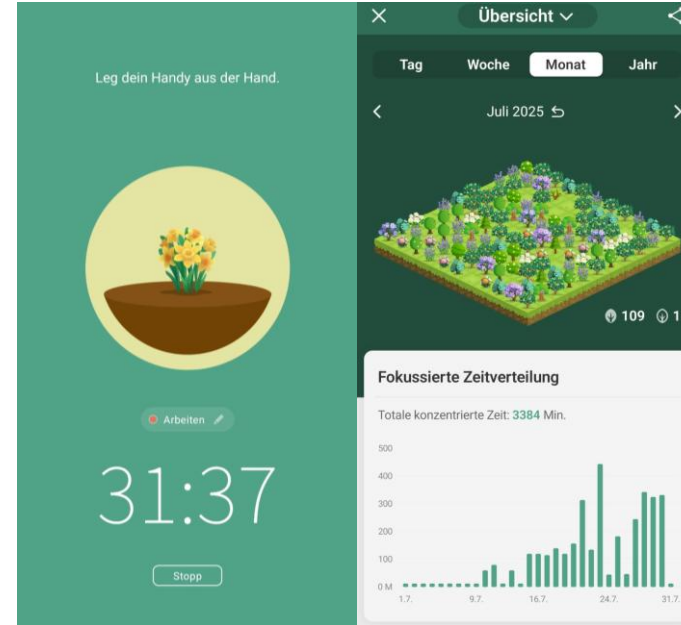 Leg dein Handy aus der Hand.
Arbeiten
31:37
Stopp
Übersicht
Tag Woche Monat Jahr
Juli 2025
109 1
Fokussierte Zeitverteilung
Totale konzentrierte Zeit: 3384 Min.
500
400
300
200
100
0 M
1.7. 9.7. 16.7. 24.7. 31.7.